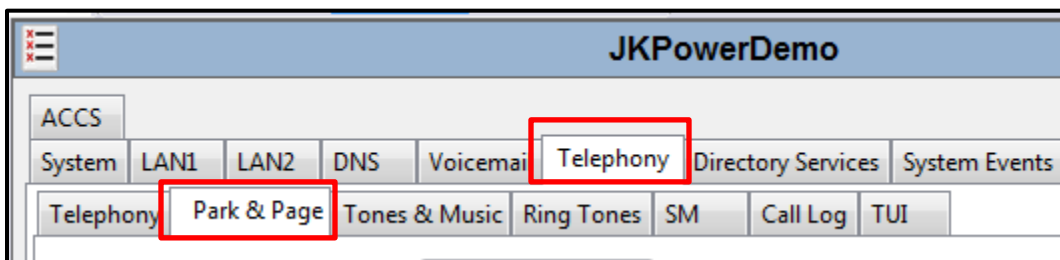 JKPowerDemo
ACCS
System LAN1 LAN2 DNS Voicemai Telephony Directory Services System Events
Telephony Park & Page Tones & Music Ring Tones SM Call Log TUI